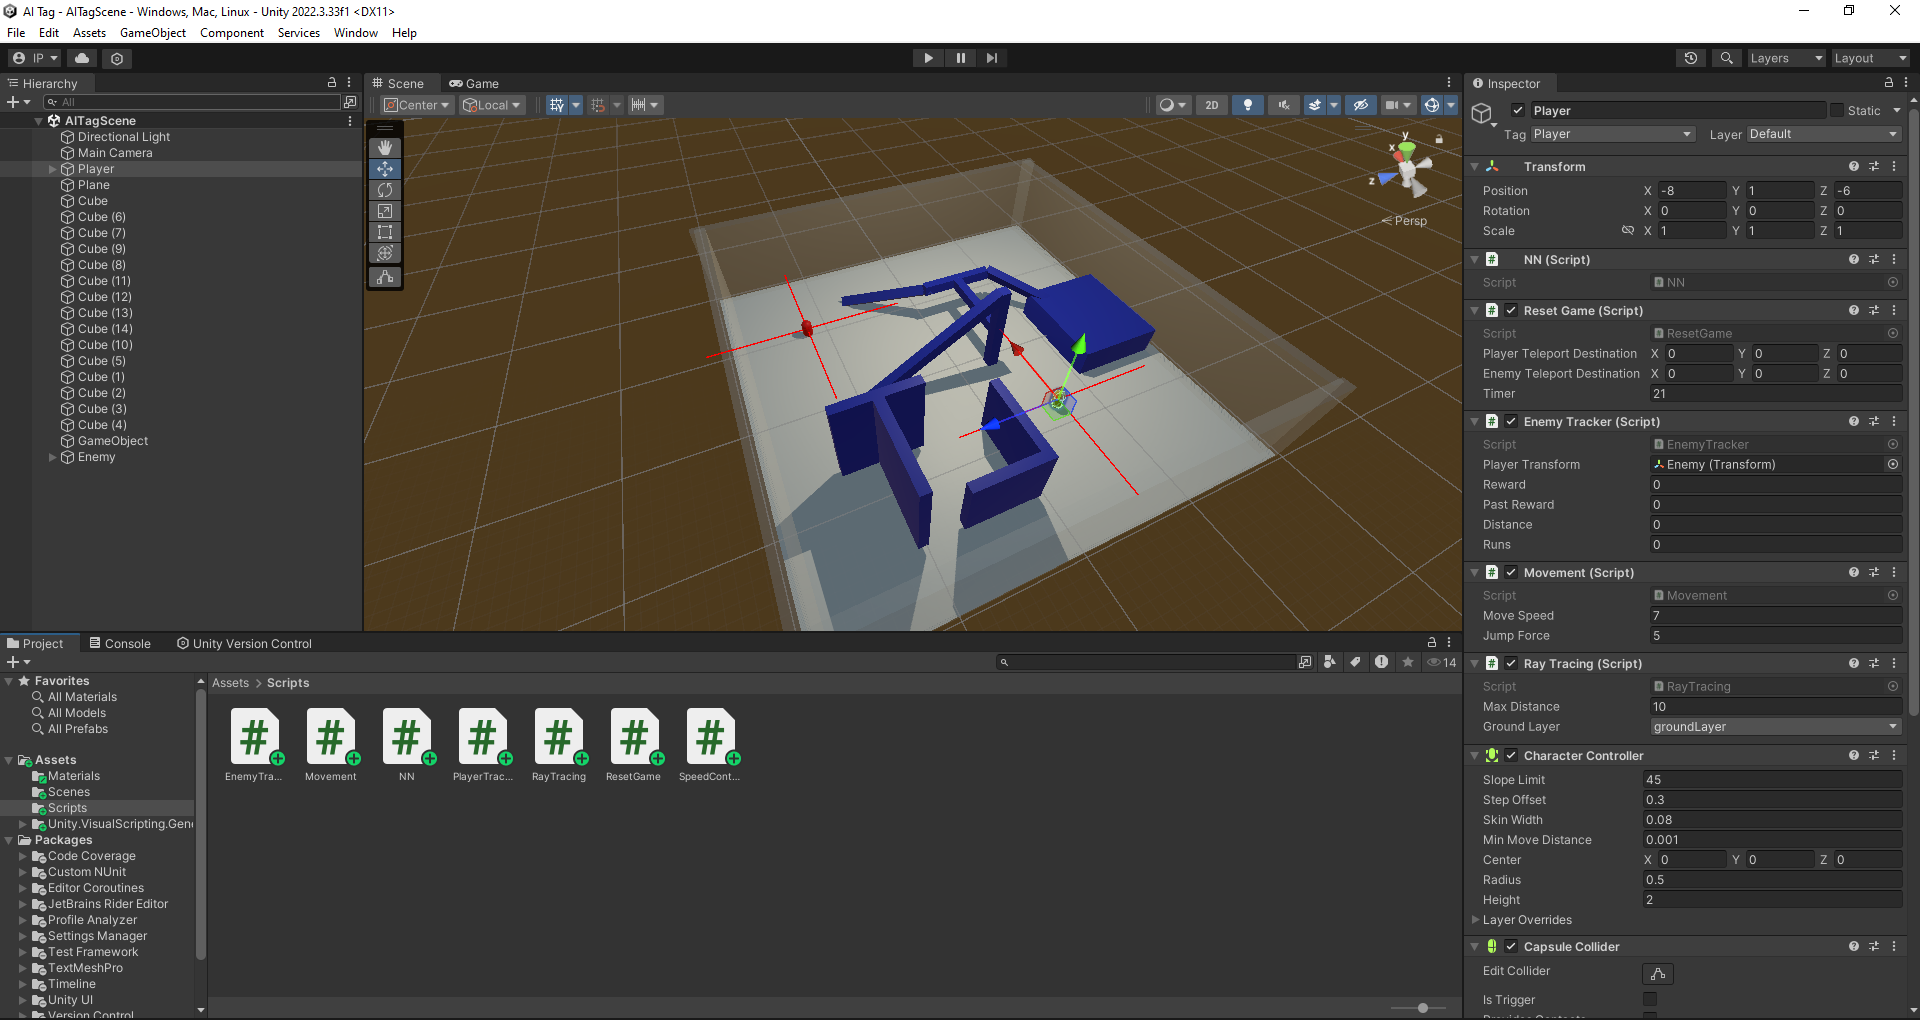 AI Tag - AITagScene - Windows, Mac, Linux - Unity 2022.3.33f1 <DX11>
File Edit Assets GameObject Component Services Window Help
IP Layers Layout
Hierarchy
All
AITagScene
Directional Light
Main Camera
Player
Plane
Cube
Cube (6)
Cube (7)
Cube (9)
Cube (8)
Cube (11)
Cube (12)
Cube (13)
Cube (14)
Cube (10)
Cube (5)
Cube (1)
Cube (2)
Cube (3)
Cube (4)
GameObject
Enemy
Scene Game
Center Local 2D
y
x
z
< Persp
Project Console Unity Version Control
14
Favorites
All Materials
All Models
All Prefabs
Assets
Materials
Scenes
Scripts
Unity.VisualScripting.Gene
Packages
Code Coverage
Custom NUnit
Editor Coroutines
JetBrains Rider Editor
Profile Analyzer
Settings Manager
Test Framework
TextMeshPro
Timeline
Unity UI
Version Control
Assets > Scripts
EnemyTra... Movement NN PlayerTrac... RayTracing ResetGame SpeedCont...
Inspector
Player Static
Tag Player Layer Default
Transform
Position X -8 Y 1 Z -6
Rotation X 0 Y 0 Z 0
Scale X 1 Y 1 Z 1
NN (Script)
Script NN
Reset Game (Script)
Script ResetGame
Player Teleport Destination X 0 Y 0 Z 0
Enemy Teleport Destination X 0 Y 0 Z 0
Timer 21
Enemy Tracker (Script)
Script EnemyTracker
Player Transform Enemy (Transform)
Reward 0
Past Reward 0
Distance 0
Runs 0
Movement (Script)
Script Movement
Move Speed 7
Jump Force 5
Ray Tracing (Script)
Script RayTracing
Max Distance 10
Ground Layer groundLayer
Character Controller
Slope Limit 45
Step Offset 0.3
Skin Width 0.08
Min Move Distance 0.001
Center X 0 Y 0 Z 0
Radius 0.5
Height 2
Layer Overrides
Capsule Collider
Edit Collider
Is Trigger